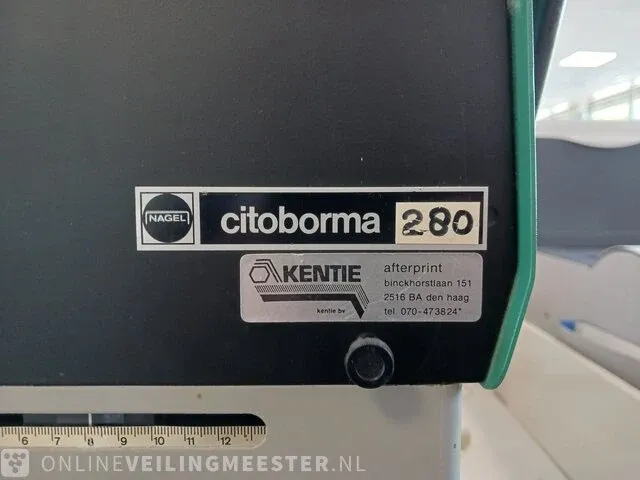 NAGEL citoborma 280
KENTIE
kentie bv
afterprint
binckhorstlaan 151
2516 BA den haag
tel. 070-473824*
6 7 8 9 10 11 12
ONLINEVEILINGMEESTER.NL